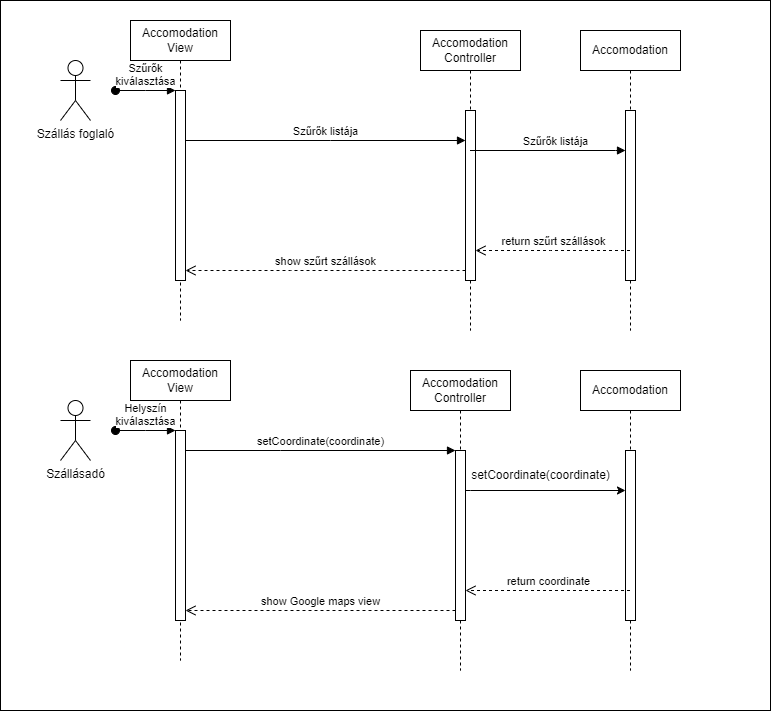 Accomodation
View
Accomodation
Controller
Accomodation
Szűrők
kiválasztása
Szállás foglaló
Szűrők listája
Szűrők listája
return szűrt szállások
show szűrt szállások
Accomodation
View
Accomodation
Controller
Accomodation
Helyszín
kiválasztása
Szállásadó
setCoordinate(coordinate)
setCoordinate(coordinate)
return coordinate
show Google maps view